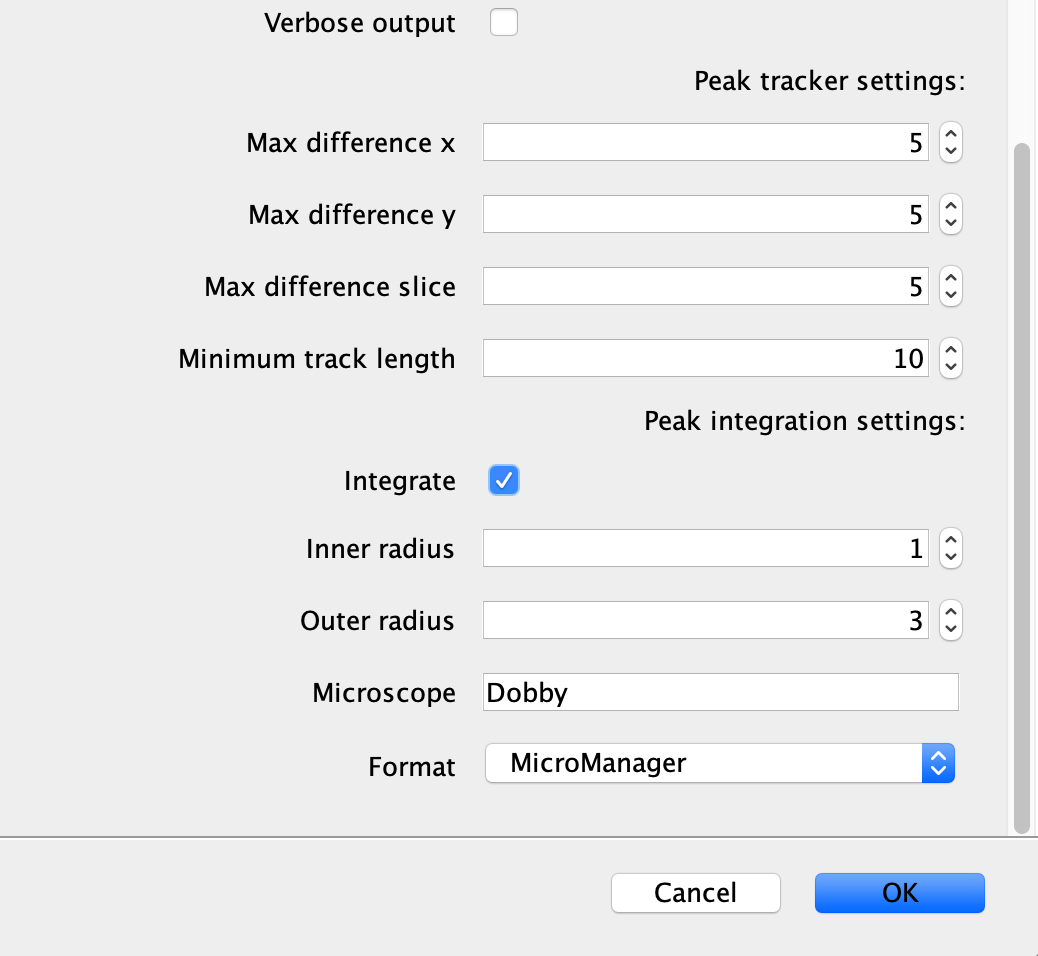 Verbose output
Peak tracker settings:
Max difference x 5
Max difference y 5
Max difference slice 5
Minimum track length 10
Peak integration settings:
Integrate
Inner radius 1
Outer radius 3
Microscope Dobby
Format MicroManager
Cancel OK